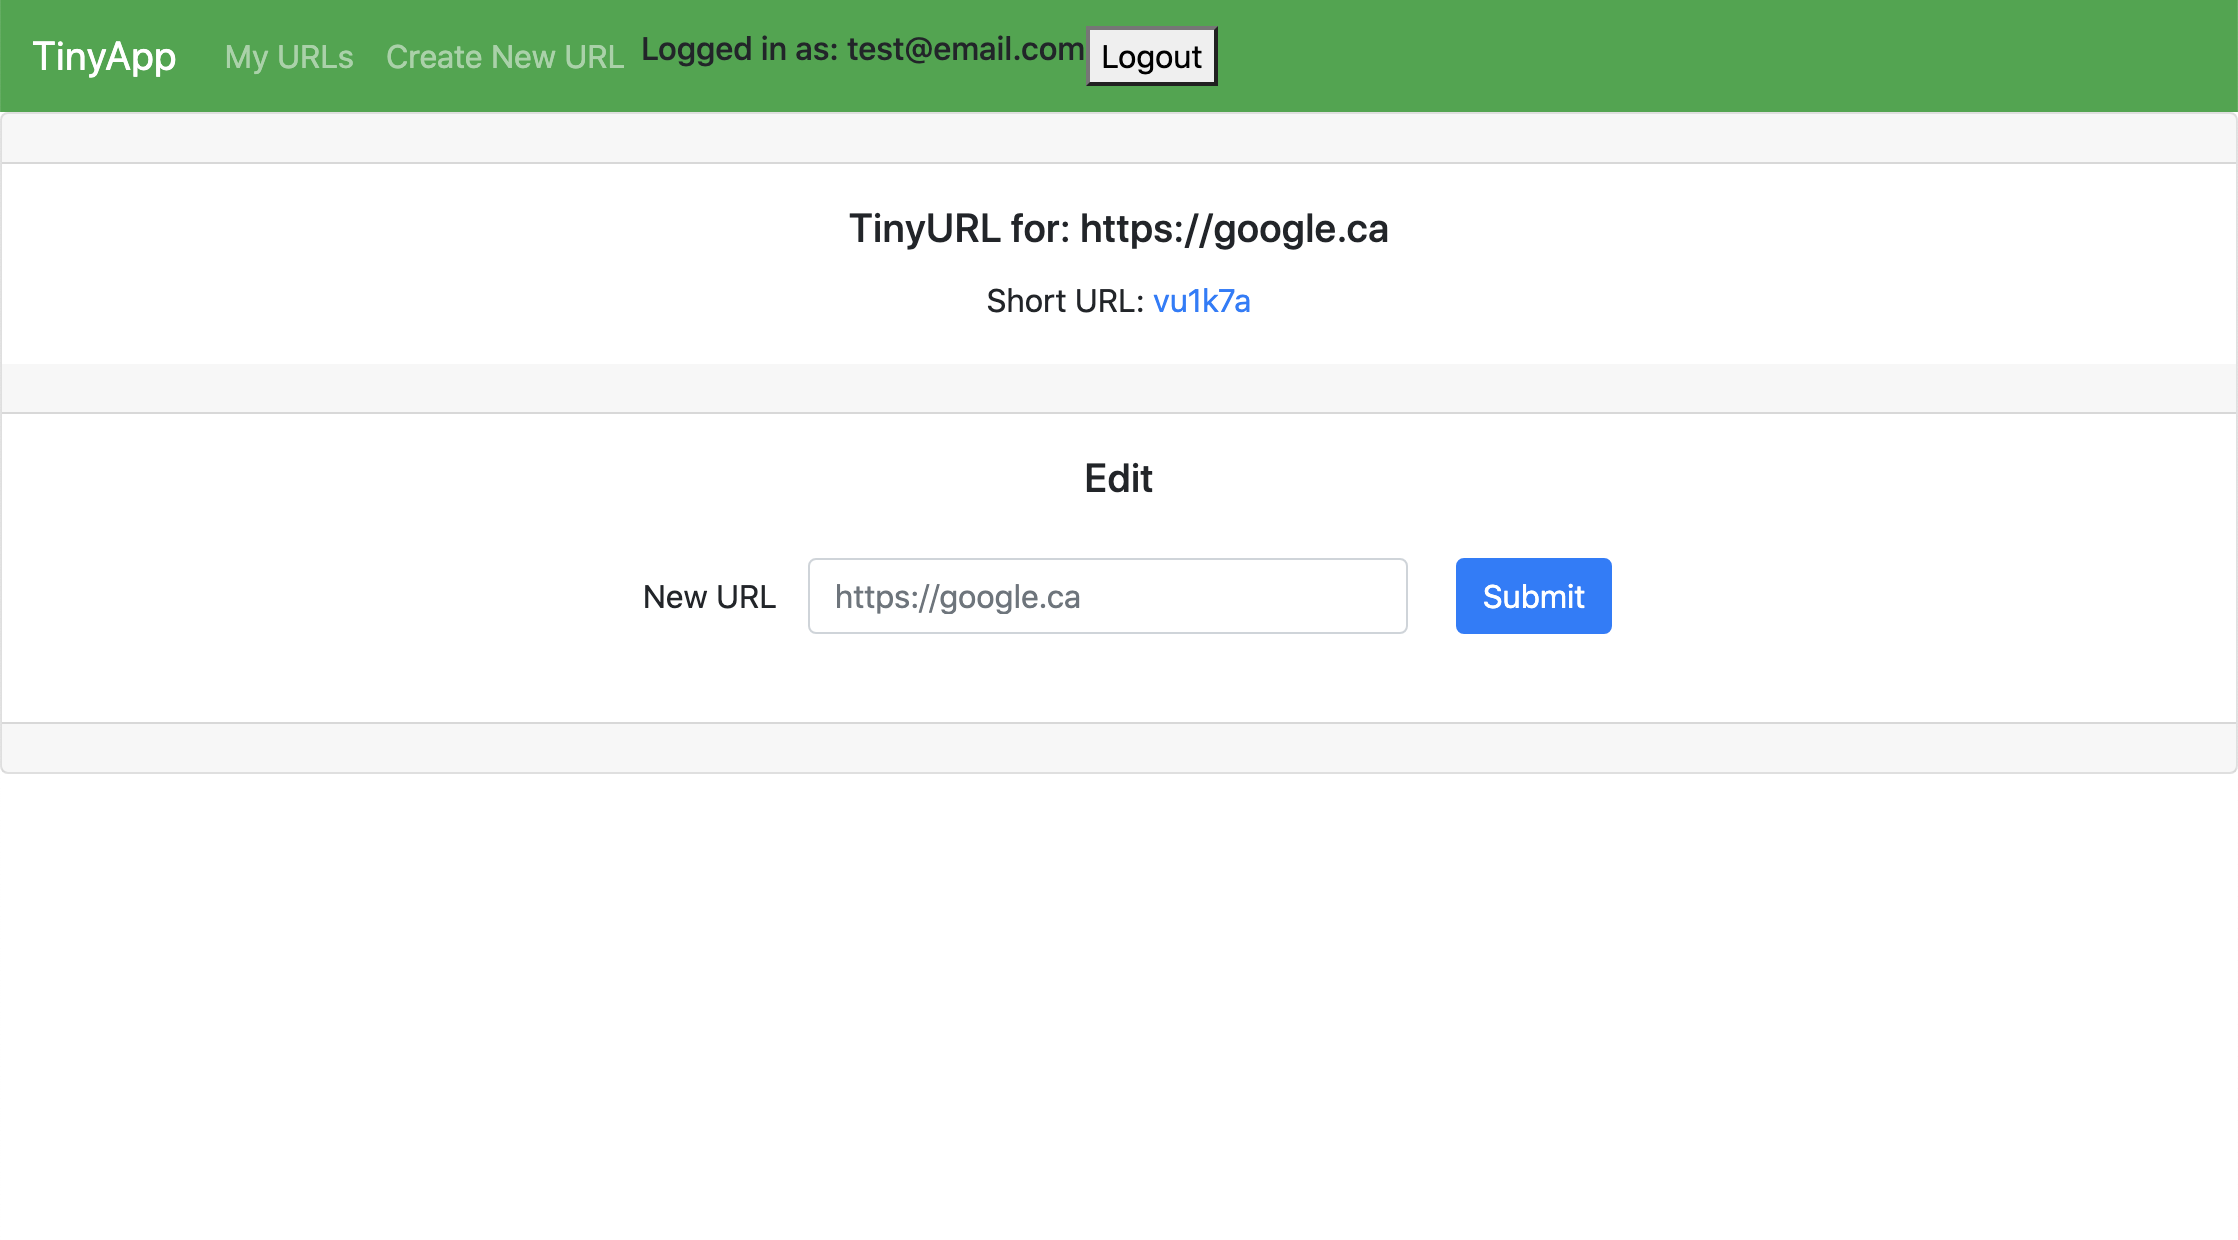 TinyApp My URLs Create New URL Logged in as: test@email.com Logout
TinyURL for: https://google.ca
Short URL: vu1k7a
Edit
New URL https://google.ca Submit